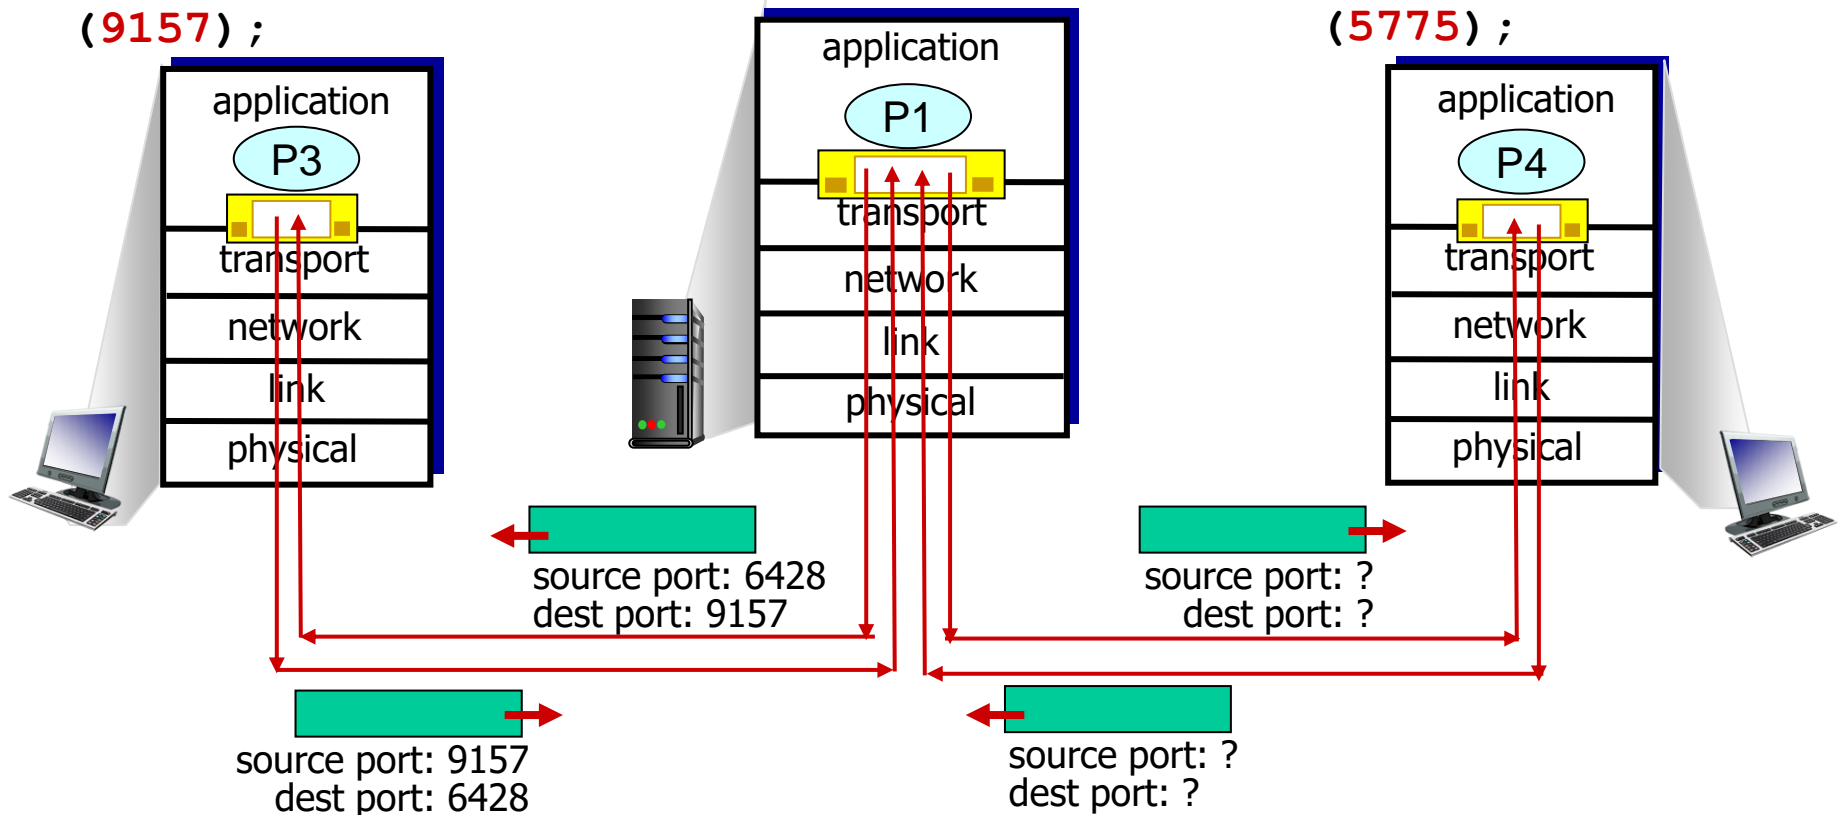 (9157);
application
P3
transport
network
link
physical
application
P1
transport
network
link
physical
(5775);
application
P4
transport
network
link
physical
source port: 6428
dest port: 9157
source port: ?
dest port: ?
source port: 9157
dest port: 6428
source port: ?
dest port: ?